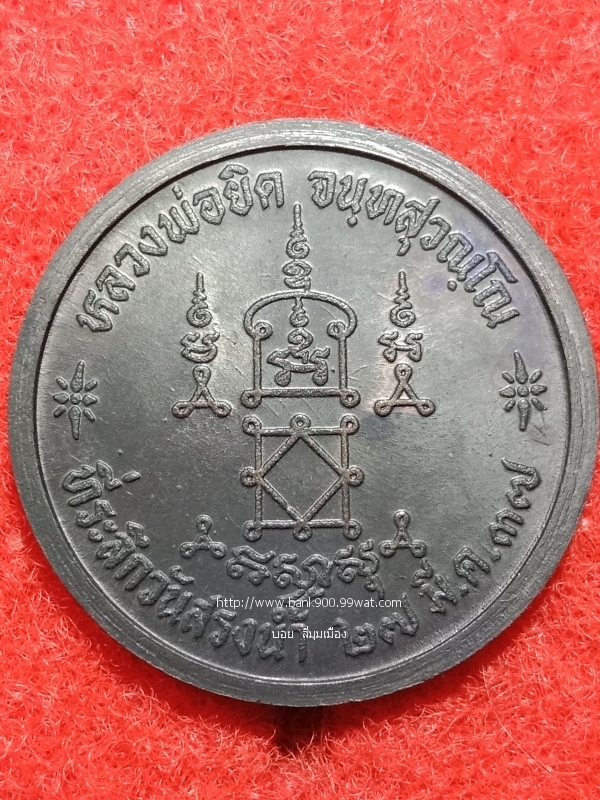 หลวงพ่อยิด จนฺทสุวณฺโณ
ที่ระลึกวันสรงน้ำ ๒๗ มี.ค.๓๗
http://www.bank900.99wat.com
บอย สี่มุมเมือง